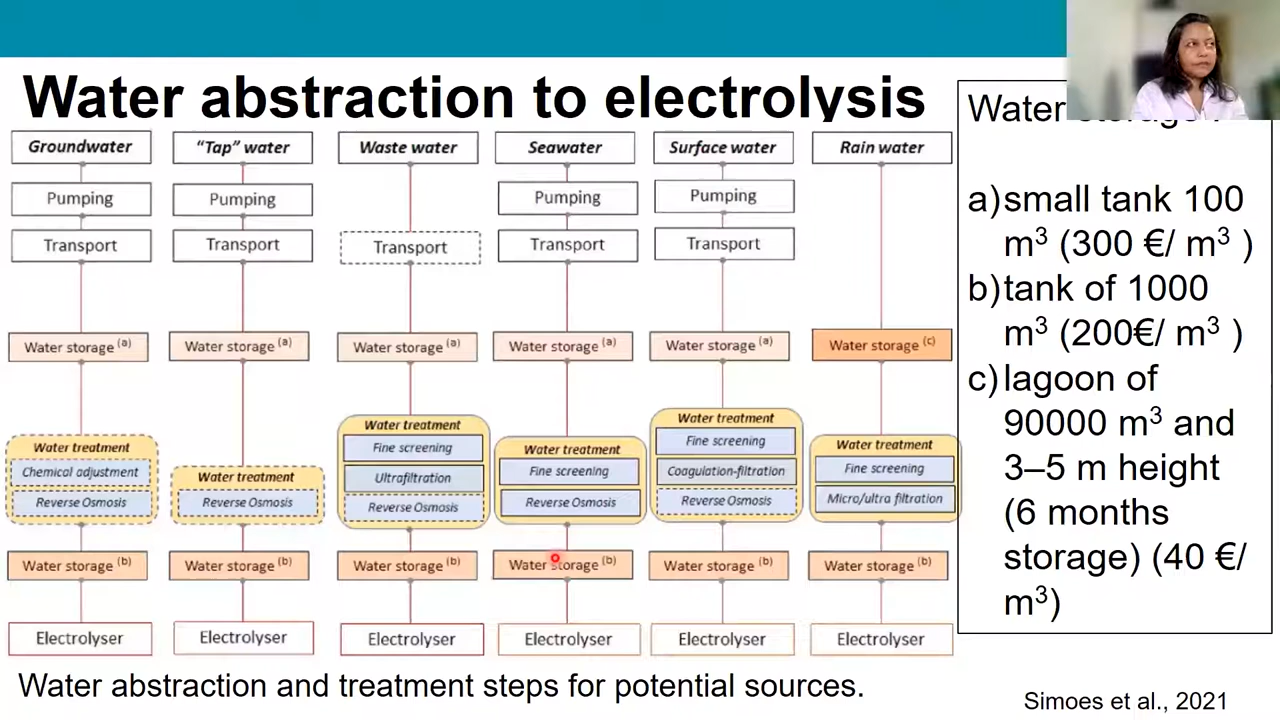 Water abstraction to electrolysis
Groundwater
Pumping
Transport
Water storage (a)
Water treatment
Chemical adjustment
Reverse Osmosis
Water storage (b)
Electrolyser
"Tap" water
Pumping
Transport
Water storage (a)
Water treatment
Reverse Osmosis
Water storage (b)
Electrolyser
Waste water
Transport
Water storage (a)
Water treatment
Fine screening
Ultrafiltration
Reverse Osmosis
Water storage (b)
Electrolyser
Seawater
Pumping
Transport
Water storage (a)
Water treatment
Fine screening
Reverse Osmosis
Water storage (b)
Electrolyser
Surface water
Pumping
Transport
Water storage (a)
Water treatment
Fine screening
Coagulation-filtration
Reverse Osmosis
Water storage (b)
Electrolyser
Rain water
Water storage (c)
Water treatment
Fine screening
Micro/ultra filtration
Water storage (b)
Electrolyser
Water
a) small tank 100
m³ (300 €/ m³ )
b) tank of 1000
m³ (200€/ m³ )
c) lagoon of
90000 m³ and
3–5 m height
(6 months
storage) (40 €/
m³)
Water abstraction and treatment steps for potential sources.
Simoes et al., 2021